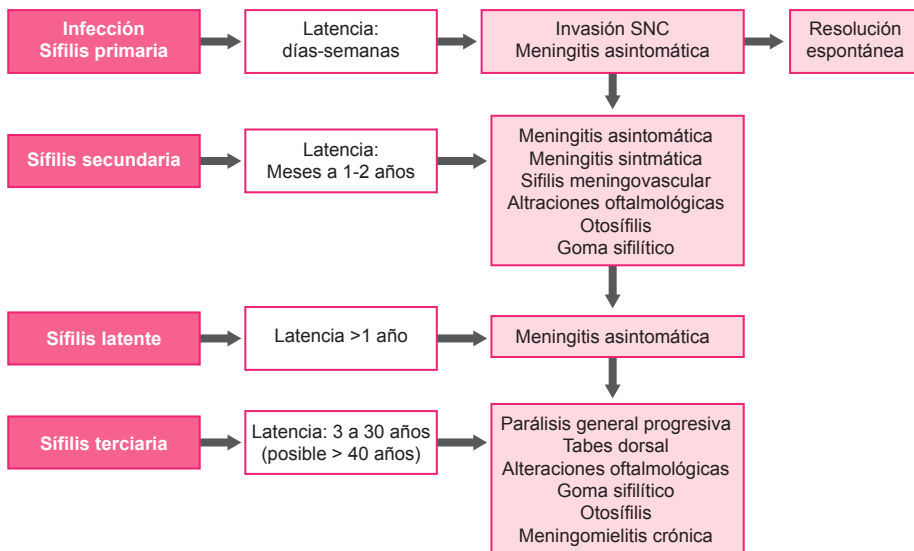 Infección
Sífilis primaria
Latencia:
días-semanas
Invasión SNC
Meningitis asintomática
Resolución
espontánea
Sífilis secundaria
Latencia:
Meses a 1-2 años
Meningitis asintomática
Meningitis sintmática
Sifilis meningovascular
Altraciones oftalmológicas
Otosífilis
Goma sifilítico
Sífilis latente
Latencia >1 año
Meningitis asintomática
Sífilis terciaria
Latencia: 3 a 30 años
(posible > 40 años)
Parálisis general progresiva
Tabes dorsal
Alteraciones oftalmológicas
Goma sifilítico
Otosífilis
Meningomielitis crónica